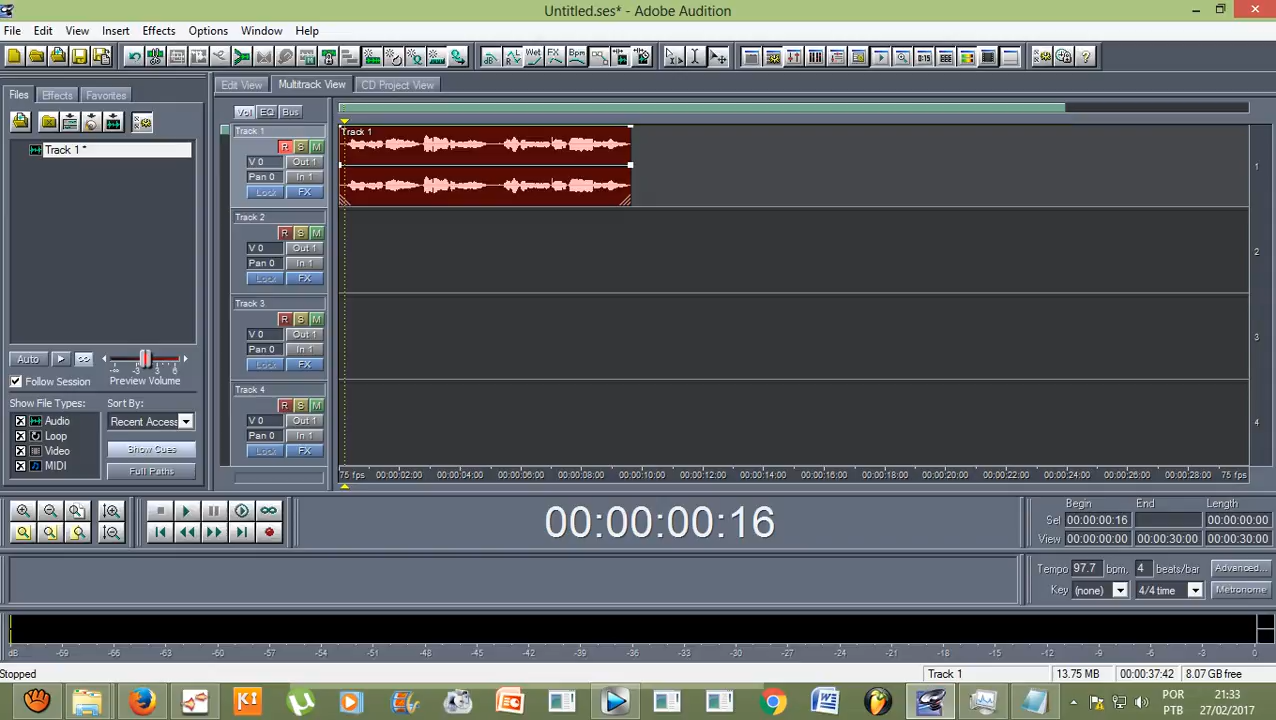 Untitled.ses* - Adobe Audition
File Edit View Insert Effects Options Window Help
Wet FX Bpm
Files Effects Favorites
Edit View Multitrack View CD Project View
Vol EQ Bus
Track 1 *
Track 1
R S M
V 0 Out 1
Pan 0 In 1
Lock FX
Track 1
1
Track 2
R S M
V 0 Out 1
Pan 0 In 1
Lock FX
2
Track 3
R S M
V 0 Out 1
Pan 0 In 1
Lock FX
3
Track 4
R S M
V 0 Out 1
Pan 0 In 1
Lock FX
4
Auto
Follow Session
-∞ -3 3 6
Preview Volume
Show File Types:
Audio
Loop
Video
MIDI
Sort By:
Recent Access
Show Cues
Full Paths
75 fps 00:00:02:00 00:00:04:00 00:00:06:00 00:00:08:00 00:00:10:00 00:00:12:00 00:00:14:00 00:00:16:00 00:00:18:00 00:00:20:00 00:00:22:00 00:00:24:00 00:00:26:00 00:00:28:00 75 fps
00:00:00:16
Begin End Length
Sel 00:00:00:16 00:00:00:00
View 00:00:00:00 00:00:30:00 00:00:30:00
Tempo 97.7 bpm, 4 beats/bar Advanced...
Key (none) 4/4 time Metronome
dB -69 -66 -63 -60 -57 -54 -51 -48 -45 -42 -39 -36 -33 -30 -27 -24 -21 -18 -15 -12 -9 -6 -3 0
Stopped
Track 1 13.75 MB 00:00:37:42 8.07 GB free
POR
PTB
21:33
27/02/2017